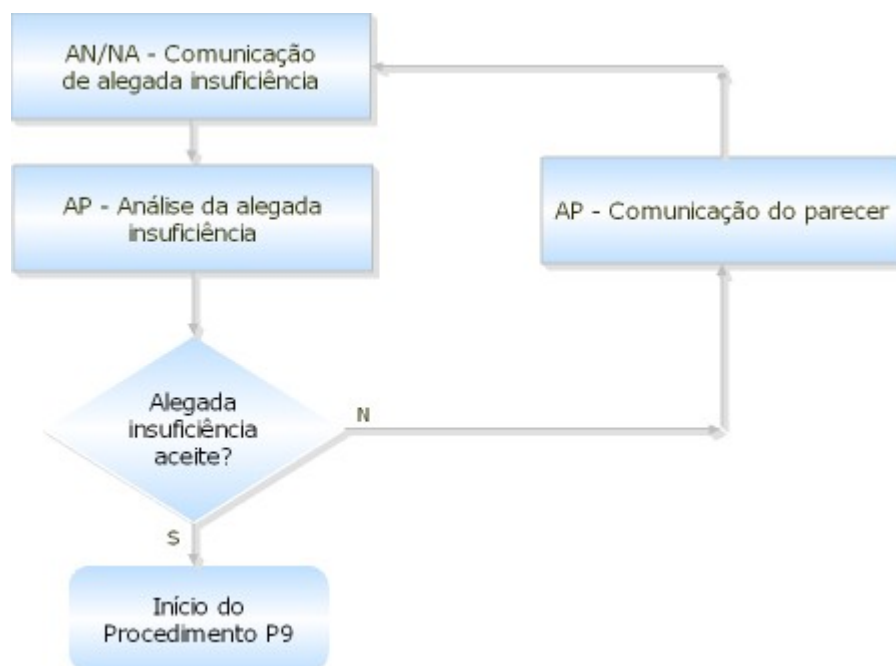 AN/NA - Comunicação
de alegada insuficiência
AP - Análise da alegada
insuficiência
AP - Comunicação do parecer
Alegada
insuficiência
aceite?
N
S
Início do
Procedimento P9